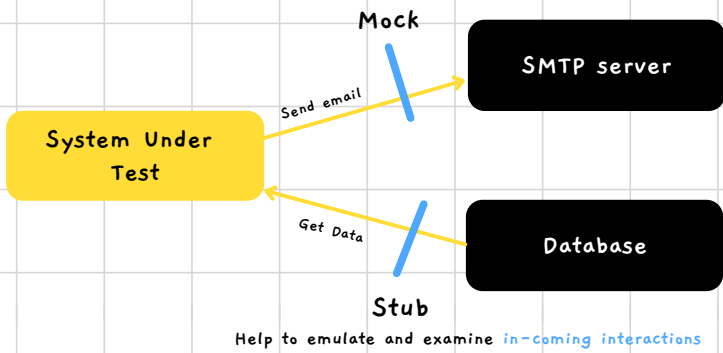 Mock
SMTP server
Send email
System Under
Test
Get Data
Database
Stub
Help to emulate and examine in-coming interactions